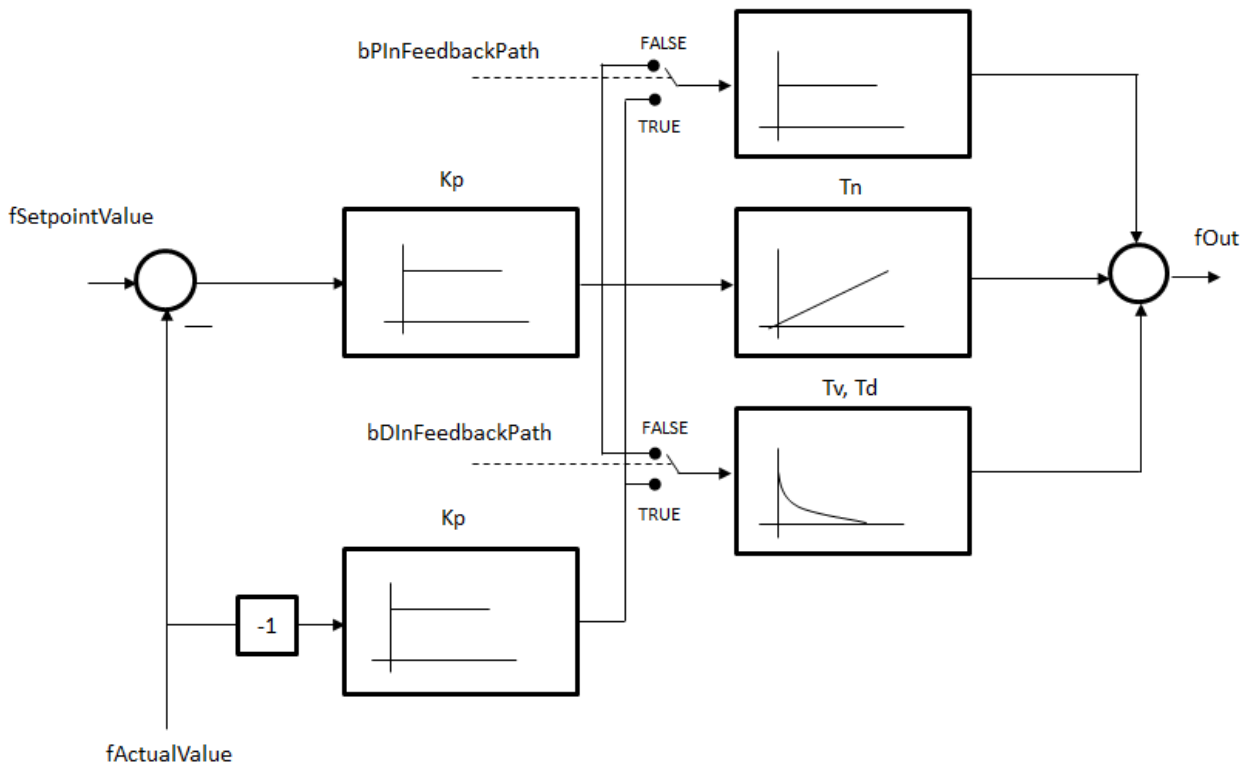 bPInFeedbackPath
FALSE
TRUE
Kp
Tn
fSetpointValue
fOut
Tv, Td
bDInFeedbackPath
FALSE
TRUE
Kp
-1
fActualValue